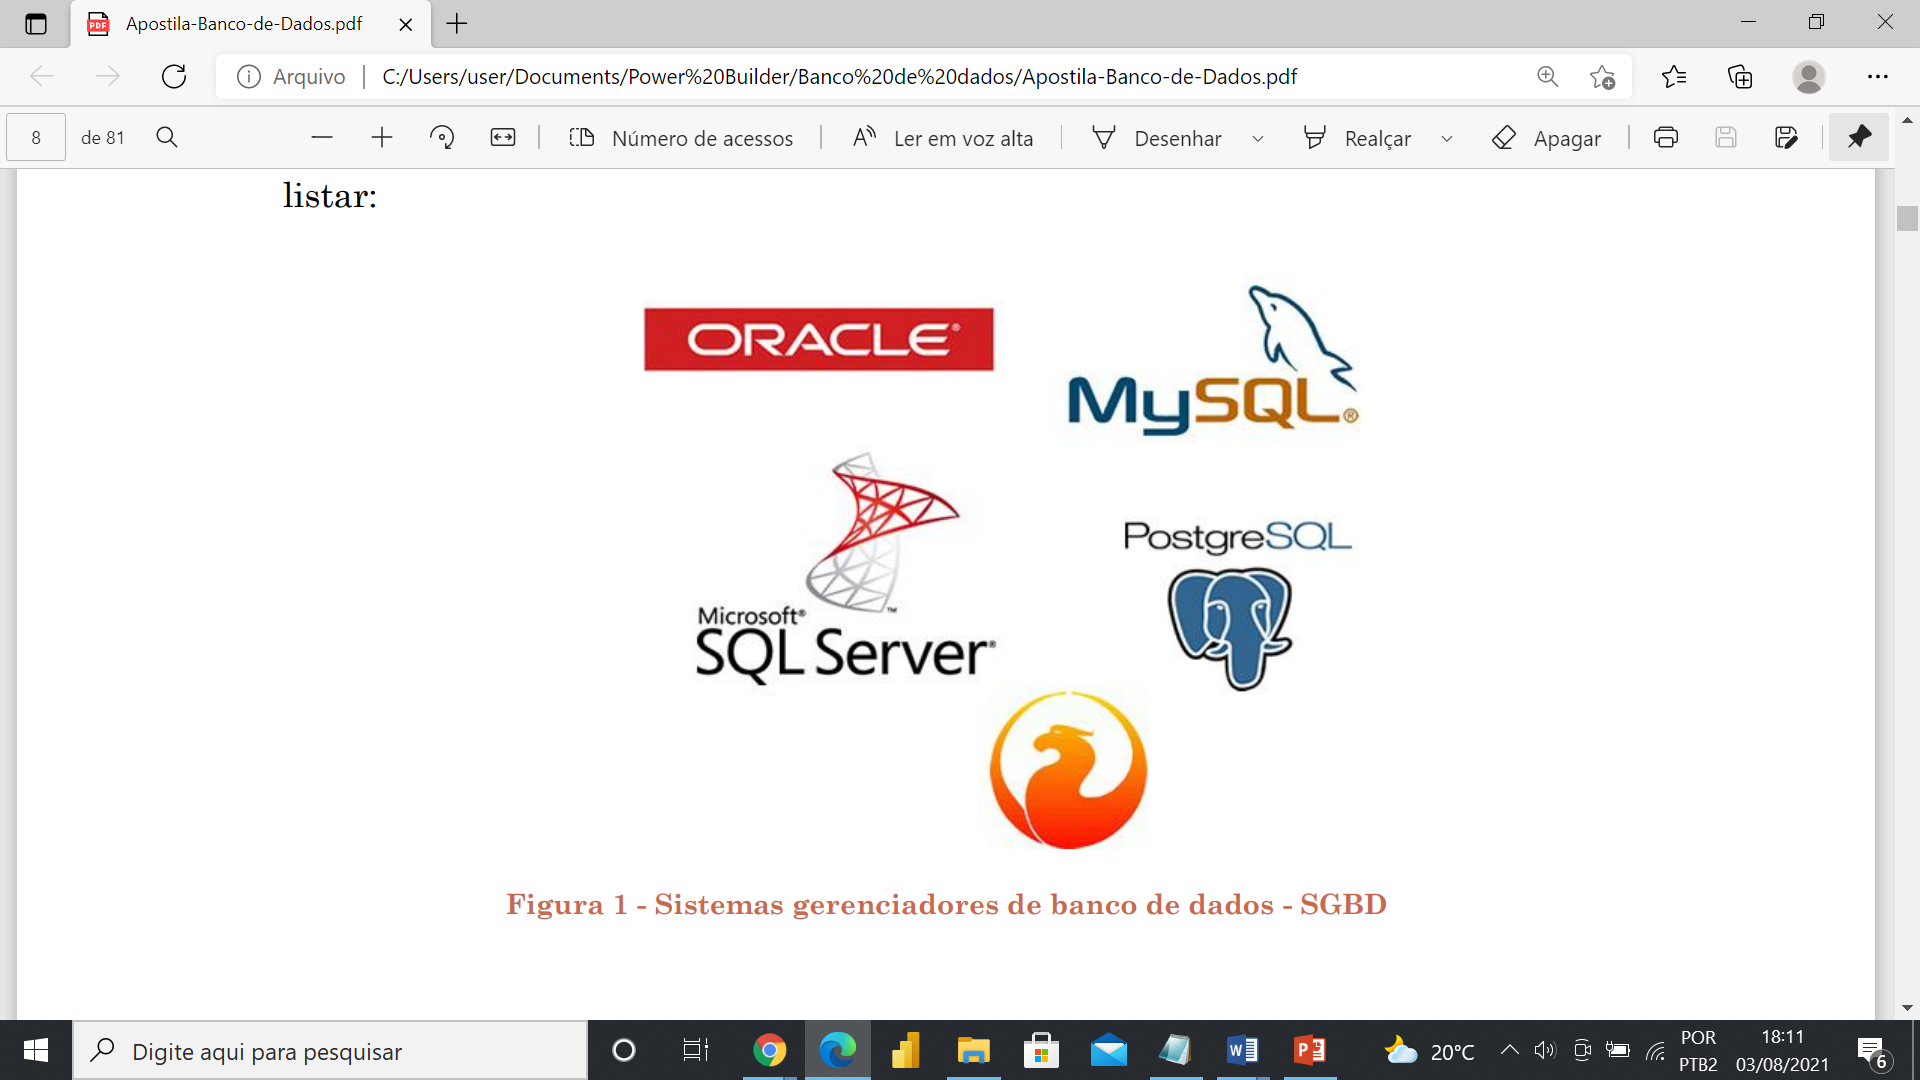 Apostila-Banco-de-Dados.pdf
Arquivo
C:/Users/user/Documents/Power%20Builder/Banco%20de%20dados/Apostila-Banco-de-Dados.pdf
8 de 81
Número de acessos
Ler em voz alta
Desenhar
Realçar
Apagar
listar:
ORACLE®
MySQL®
Microsoft®
SQL Server®
PostgreSQL
Figura 1 - Sistemas gerenciadores de banco de dados - SGBD
Digite aqui para pesquisar
20°C
POR
PTB2
18:11
03/08/2021
6